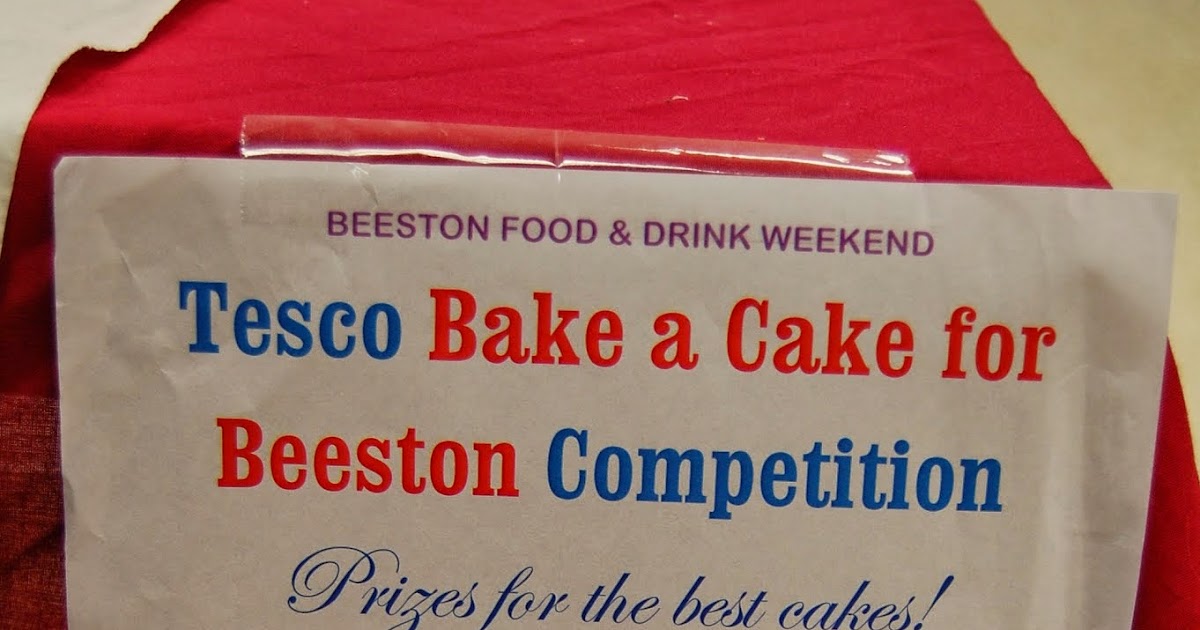 BEESTON FOOD & DRINK WEEKEND
Tesco Bake a Cake for
Beeston Competition
Prizes for the best cakes!